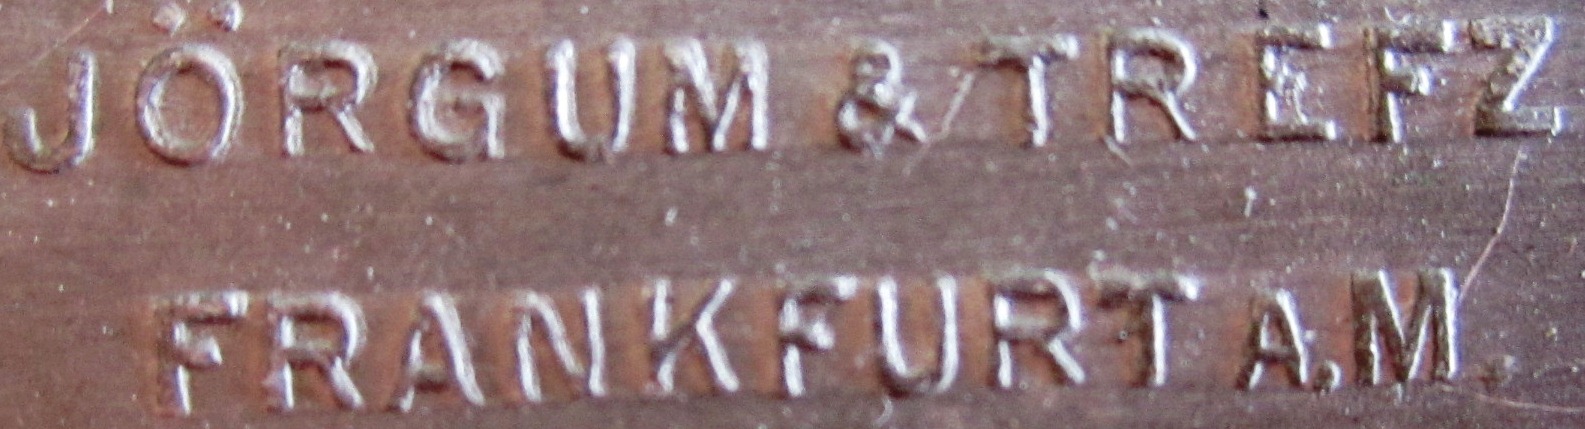 JÖRGUM & TREFZ
FRANKFURT A.M.